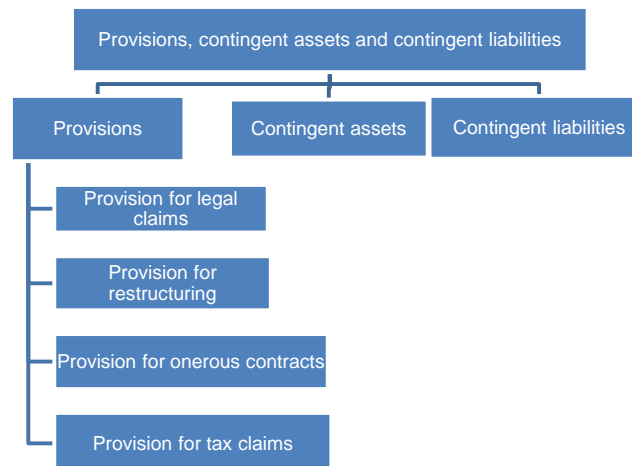 Provisions, contingent assets and contingent liabilities
Provisions
Contingent assets
Contingent liabilities
Provision for legal
claims
Provision for
restructuring
Provision for onerous contracts
Provision for tax claims